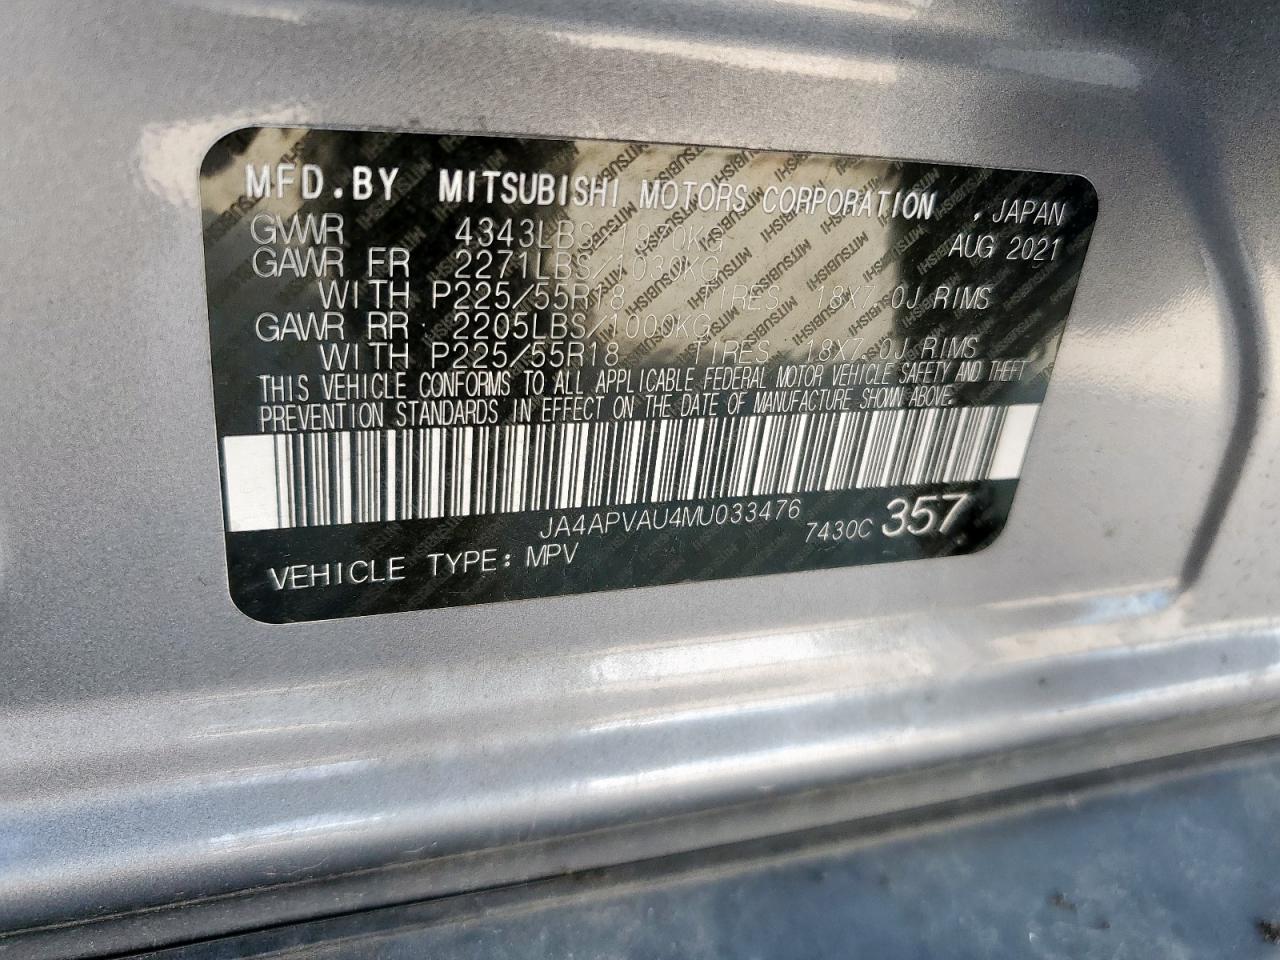 MFD.BY MITSUBISHI MOTORS CORPORATION , JAPAN
GVWR 4343LBS/1970KG AUG 2021
GAWR FR 2271LBS/1030KG
WITH P225/55R18 TIRES 18X7.0J RIMS
GAWR RR 2205LBS/1000KG
WITH P225/55R18 TIRES 18X7.0J RIMS
THIS VEHICLE CONFORMS TO ALL APPLICABLE FEDERAL MOTOR VEHICLE SAFETY AND THEFT
PREVENTION STANDARDS IN EFFECT ON THE DATE OF MANUFACTURE SHOWN ABOVE
JA4APVAU4MU033476 7430C 357
VEHICLE TYPE: MPV